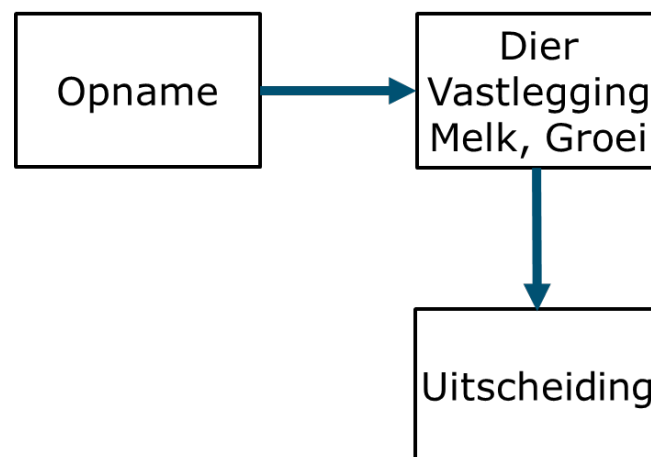 Opname
Dier
Vastlegging
Melk, Groei
Uitscheiding